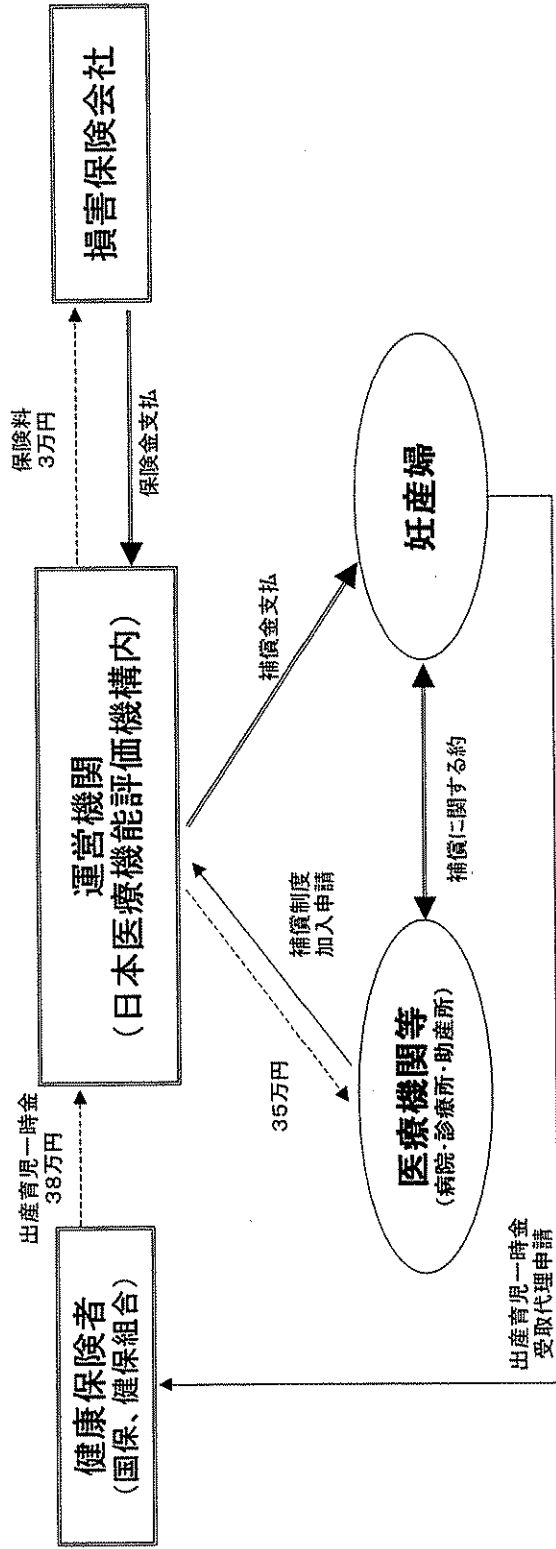 健康保険者
(国保、健保組合)
出産育児一時金
38万円
運営機関
(日本医療機能評価機構内)
保険料
3万円
保険金支払
損害保険会社
35万円
補償制度
加入申請
補償金支払
医療機関等
(病院・診療所・助産所)
補償に関する約
妊産婦
出産育児一時金
受取代理申請